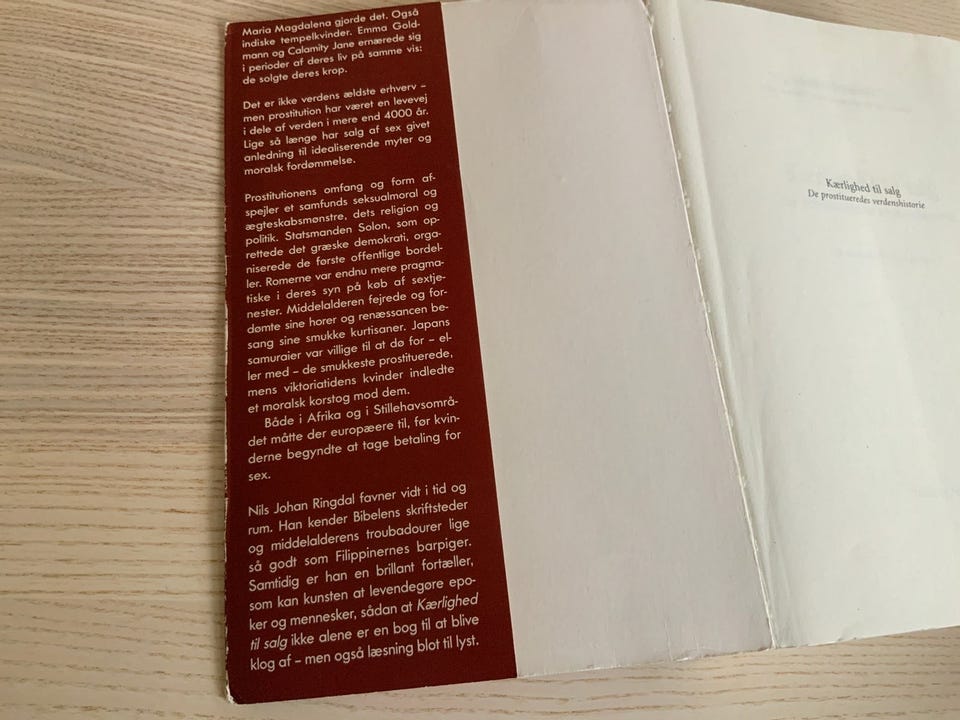 Maria Magdalena gjorde det. Også
indiske tempelkvinder. Emma Gold-
mann og Calamity Jane ernærede sig
i perioder af deres liv på samme vis:
de solgte deres krop.
Det er ikke verdens ældste erhverv –
men prostitution har været en levevej
i dele af verden i mere end 4000 år.
Lige så længe har salg af sex givet
anledning til idealiserende myter og
moralsk fordømmelse.
Prostitutionens omfang og form af-
spejler et samfunds seksualmoral og
ægteskabsmønstre, dets religion og
politik. Statsmanden Solon, som op-
rettede det græske demokrati, orga-
niserede de første offentlige bordel-
ler. Romerne var endnu mere pragma-
tiske i deres syn på køb af sextje-
nester. Middelalderen fejrede og for-
dømte sine horer og renæssancen be-
sang sine smukke kurtisaner. Japans
samuraier var villige til at dø for – el-
ler med – de smukkeste prostituerede,
mens viktoriatidens kvinder indledte
et moralsk korstog mod dem.
Både i Afrika og i Stillehavsområ-
det måtte der europæere til, før kvin-
derne begyndte at tage betaling for
sex.
Nils Johan Ringdal favner vidt i tid og
rum. Han kender Bibelens skriftsteder
og middelalderens troubadourer lige
så godt som Filippinernes barpiger.
Samtidig er han en brillant fortæller,
som kan kunsten at levendegøre epo-
ker og mennesker, sådan at Kærlighed
til salg ikke alene er en bog til at blive
klog af – men også læsning blot til lyst.
Kærlighed til salg
De prostitueredes verdenshistorie